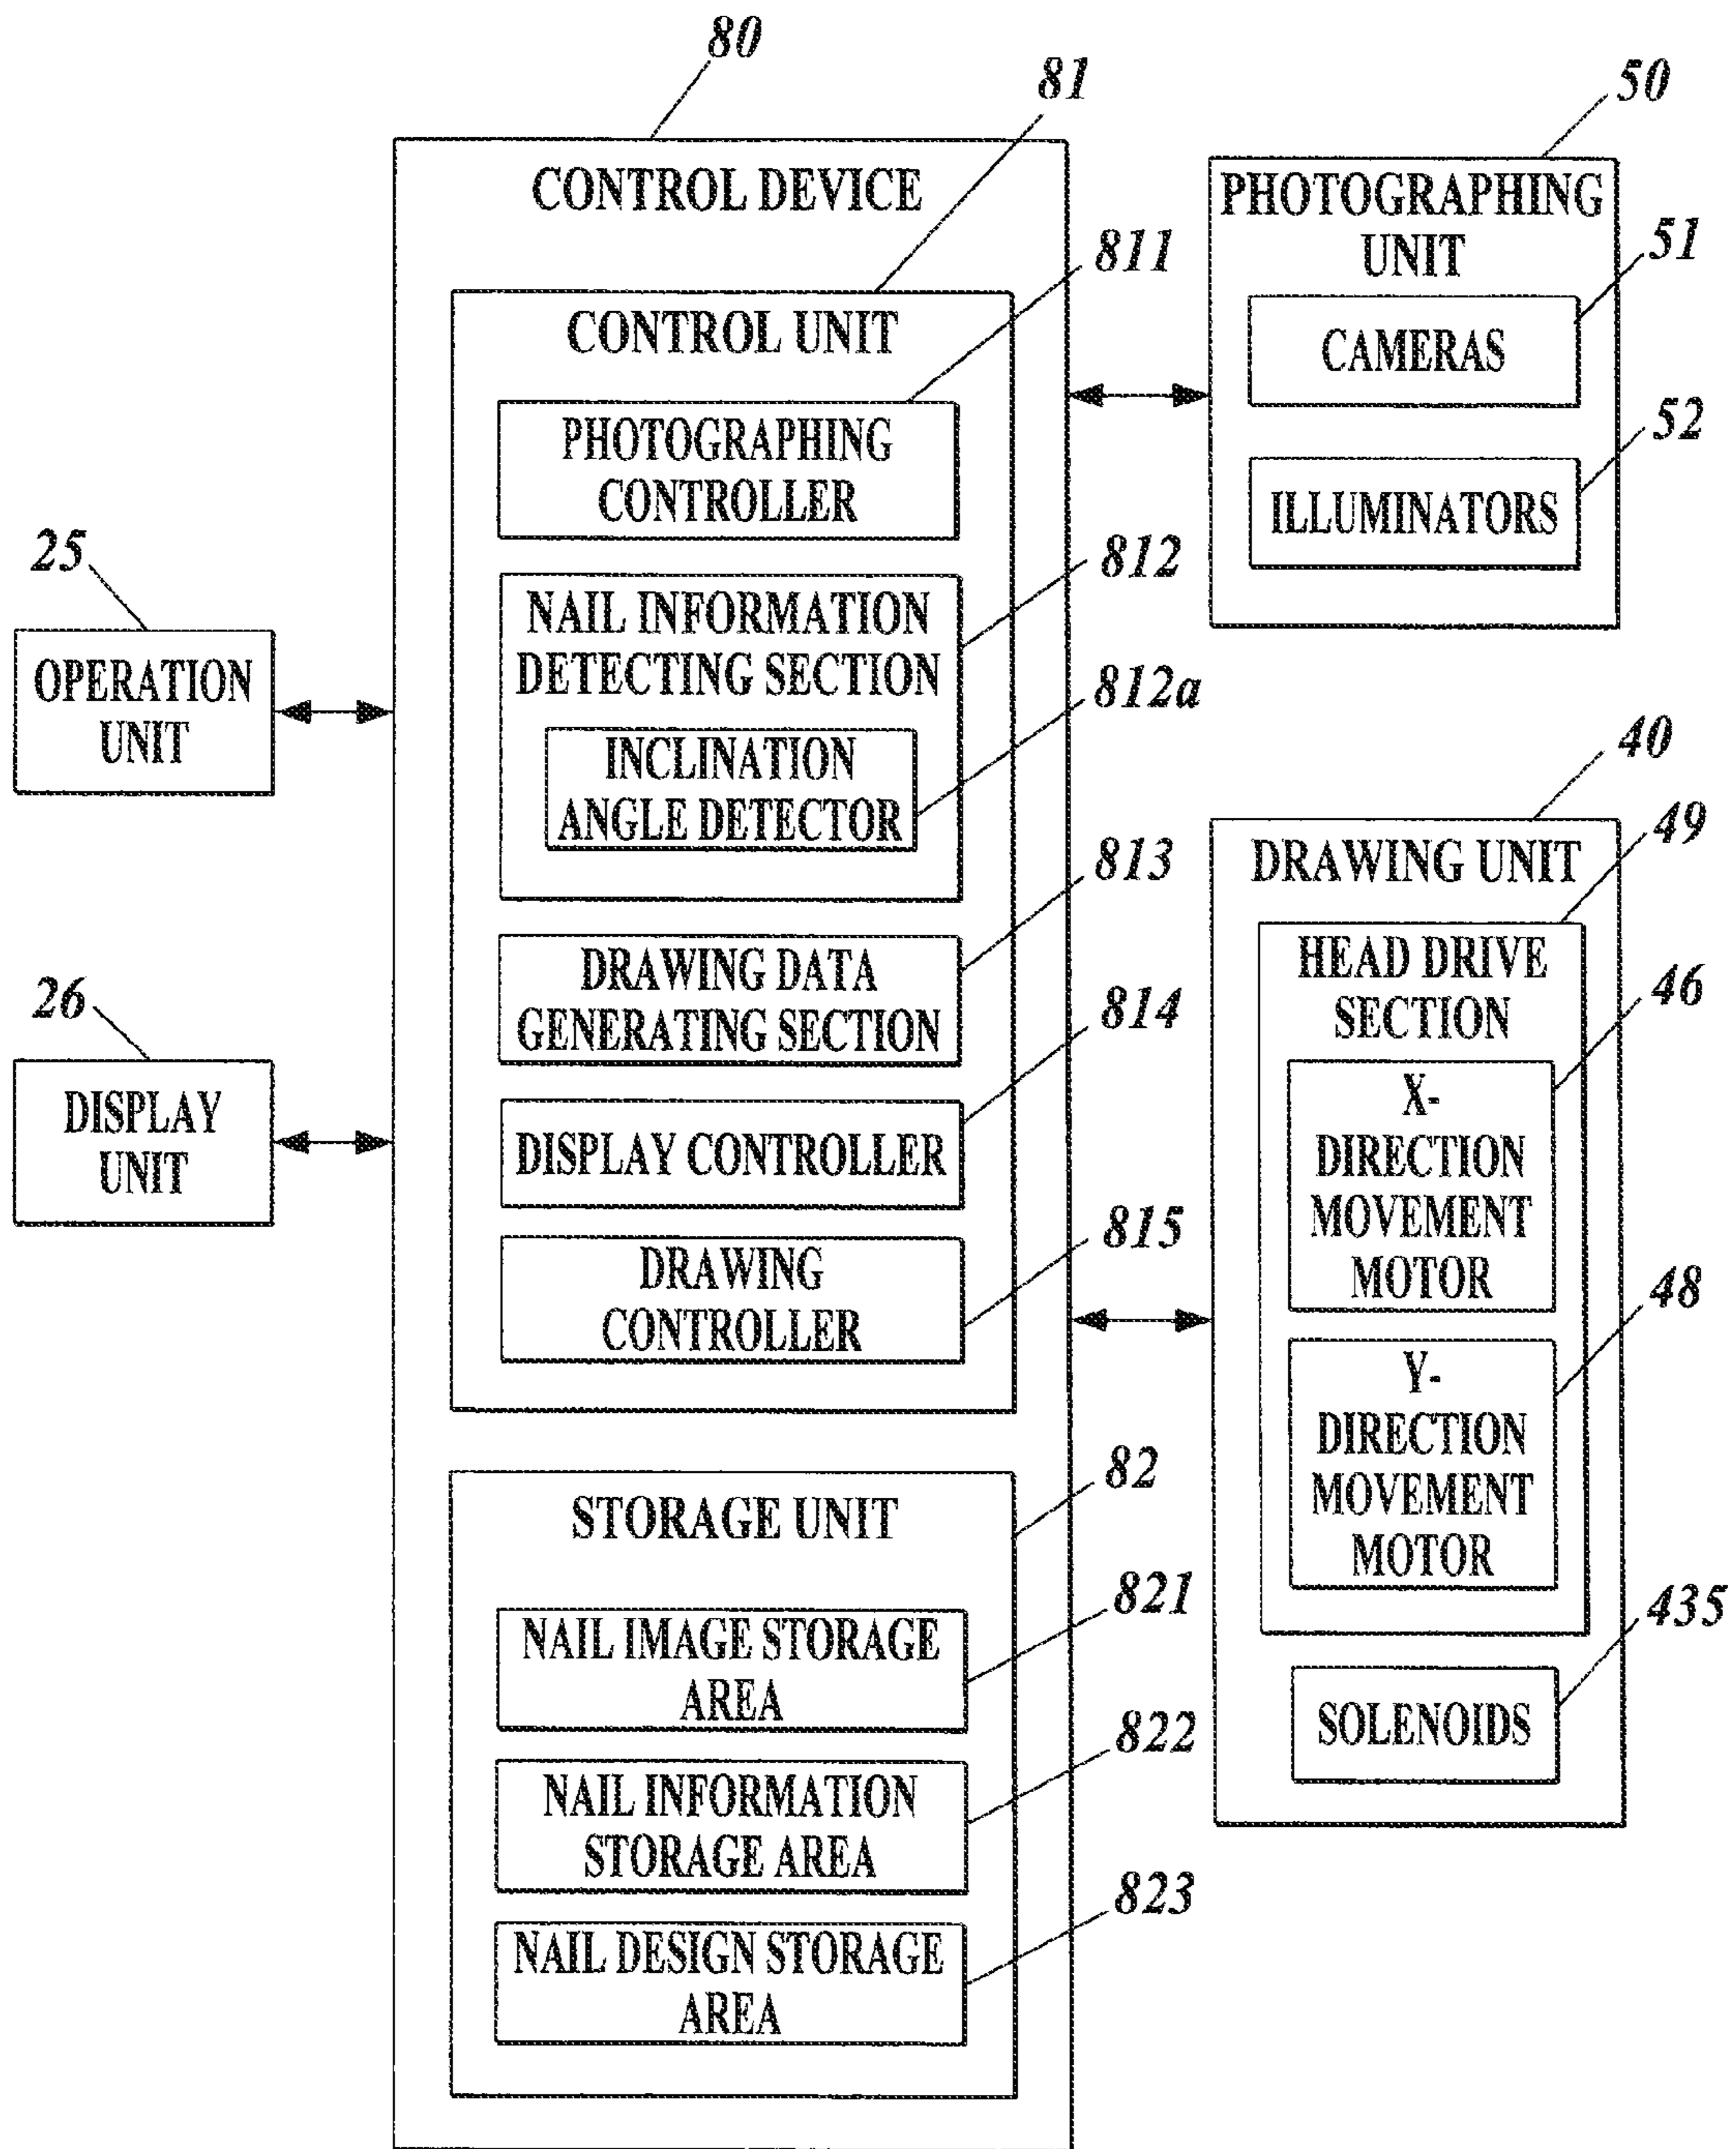 80
81
CONTROL DEVICE
811
CONTROL UNIT
PHOTOGRAPHING
CONTROLLER
812
NAIL INFORMATION
DETECTING SECTION
812a
INCLINATION
ANGLE DETECTOR
813
DRAWING DATA
GENERATING SECTION
814
DISPLAY CONTROLLER
815
DRAWING
CONTROLLER
82
STORAGE UNIT
821
NAIL IMAGE STORAGE
AREA
822
NAIL INFORMATION
STORAGE AREA
823
NAIL DESIGN STORAGE
AREA
25
OPERATION
UNIT
26
DISPLAY
UNIT
50
PHOTOGRAPHING
UNIT
51
CAMERAS
52
ILLUMINATORS
40
DRAWING UNIT
49
HEAD DRIVE
SECTION
46
X-
DIRECTION
MOVEMENT
MOTOR
48
Y-
DIRECTION
MOVEMENT
MOTOR
435
SOLENOIDS